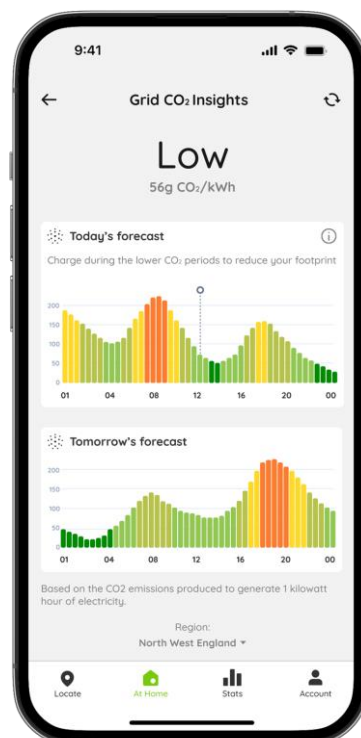 9:41
Grid CO₂ Insights
Low
56g CO₂/kWh
Today's forecast
Charge during the lower CO₂ periods to reduce your footprint
200
150
100
50
0
01 04 08 12 16 20 00
Tomorrow's forecast
200
150
100
50
0
01 04 08 12 16 20 00
Based on the CO2 emissions produced to generate 1 kilowatt
hour of electricity.
Region:
North West England
Locate At Home Stats Account